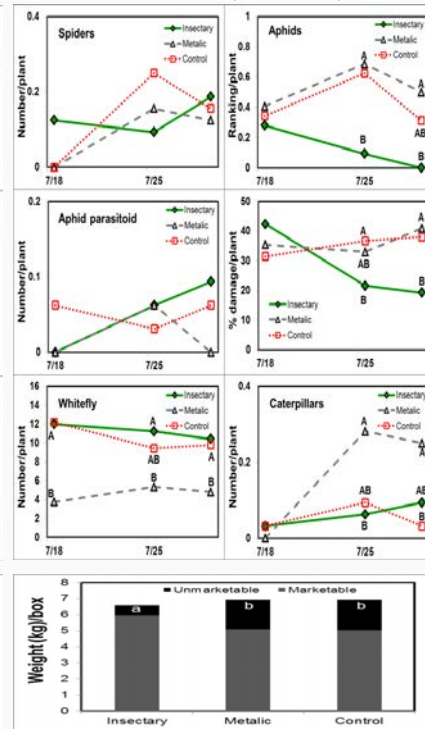 Spiders
Insectary
Metalic
Control
Number/plant
0.4
0.2
0
7/18
7/25
Aphids
Insectary
Metalic
Control
Ranking/plant
1
0.8
0.6
0.4
0.2
0
A
A
AB
B
B
7/18
7/25
Aphid parasitoid
Insectary
Metalic
Control
Number/plant
0.2
0.1
0
7/18
7/25
% damage/plant
50
40
30
20
10
0
A
A
AB
B
B
Insectary
Metalic
Control
7/18
7/25
Whitefly
Insectary
Metalic
Control
Number/plant
16
14
12
10
8
6
4
2
0
A
A
AB
A
B
B
B
7/18
7/25
Caterpillars
Insectary
Metalic
Control
Number/plant
0.4
0.2
0
A
A
AB
AB
B
B
7/18
7/25
Unmarketable
Marketable
Weight (kg)/box
8
7
6
5
4
3
2
1
0
a
b
b
Insectary
Metalic
Control